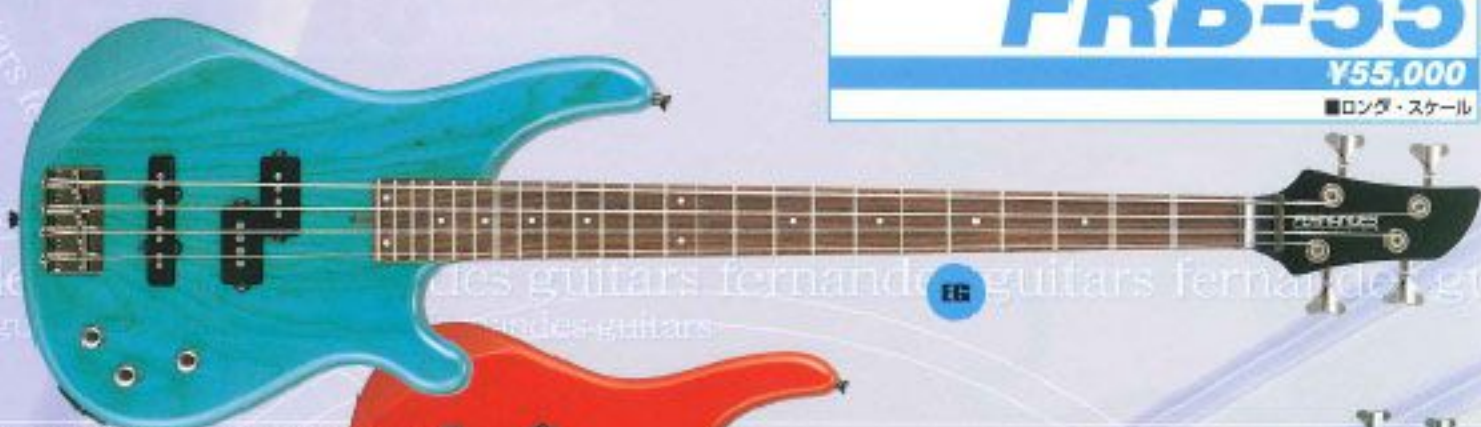 FRB-55
¥55,000
■ロング・スケール
FERNANDES
des guitars fernandes guitars fernandes g
EG
fernandes guitars